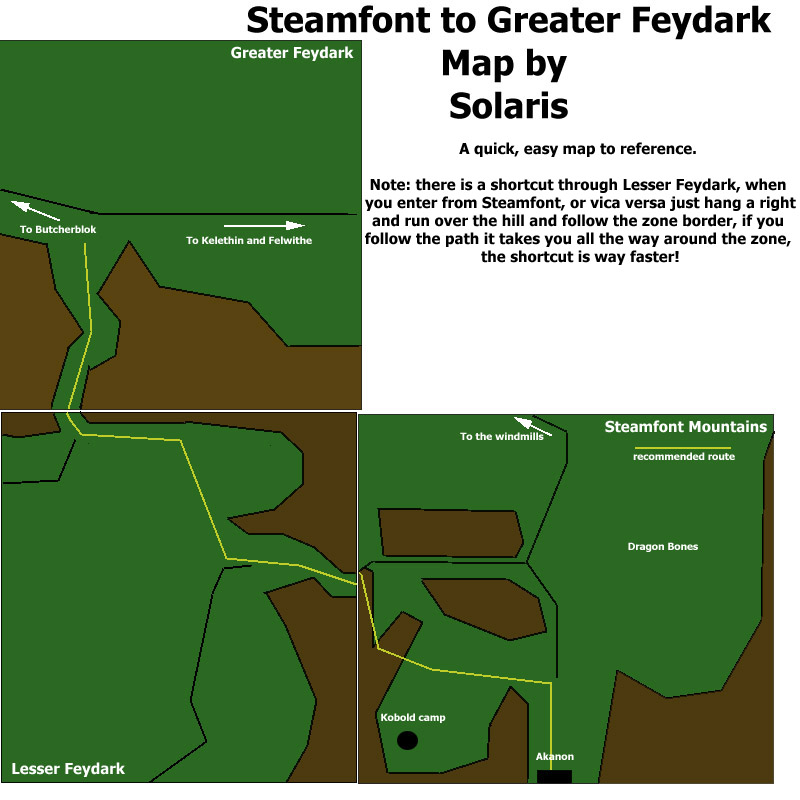 Steamfont to Greater Feydark
Map by
Solaris
A quick, easy map to reference.
Note: there is a shortcut through Lesser Feydark, when
you enter from Steamfont, or vica versa just hang a right
and run over the hill and follow the zone border, if you
follow the path it takes you all the way around the zone,
the shortcut is way faster!
Greater Feydark
To Butcherblok
To Kelethin and Felwithe
Steamfont Mountains
To the windmills
recommended route
Dragon Bones
Kobold camp
Akanon
Lesser Feydark